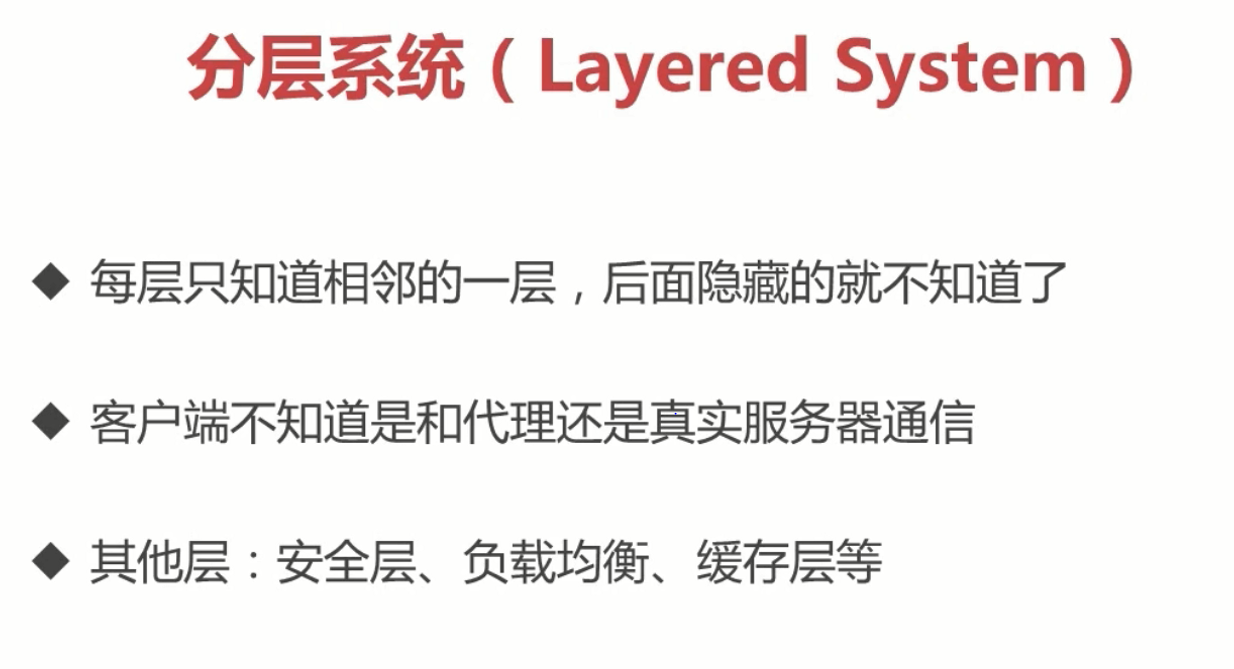 分层系统（Layered System）
◆ 每层只知道相邻的一层，后面隐藏的就不知道了
◆ 客户端不知道是和代理还是真实服务器通信
◆ 其他层：安全层、负载均衡、缓存层等